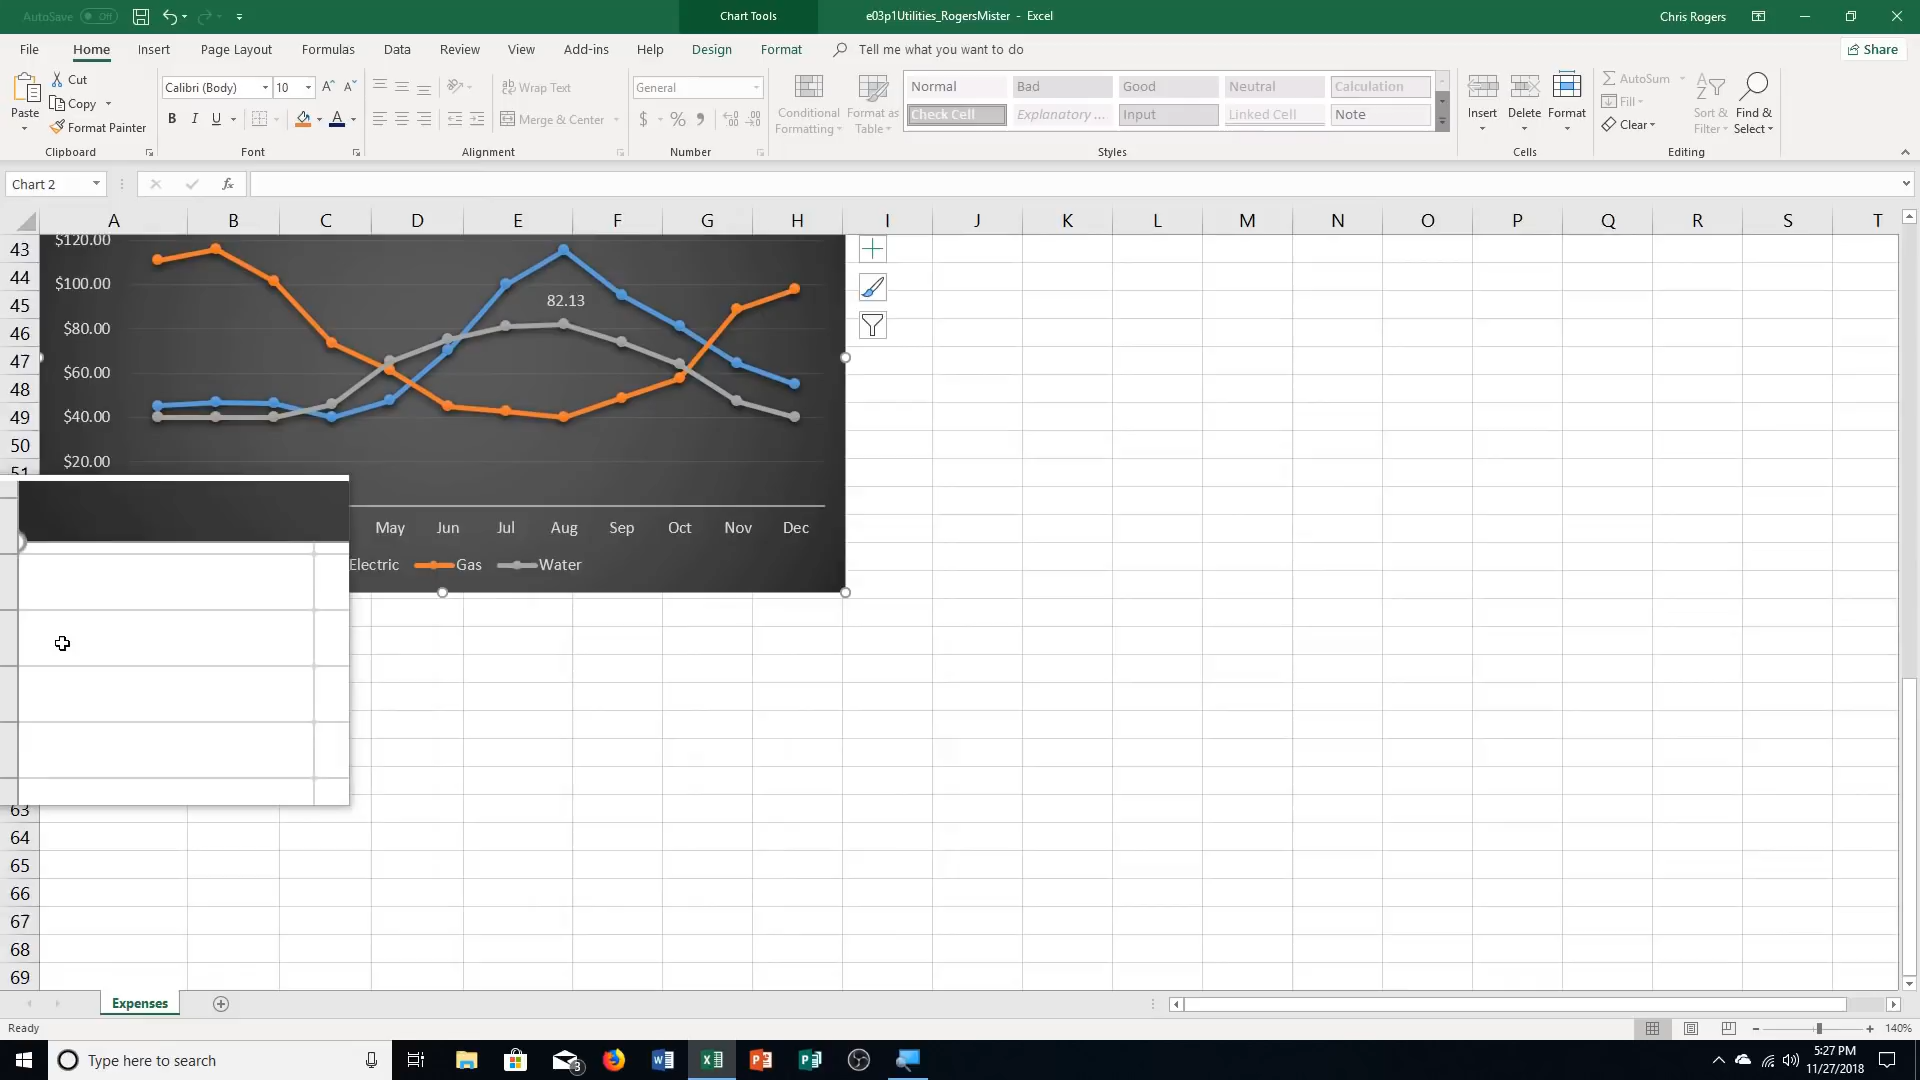 AutoSave Off
Chart Tools
e03p1Utilities_RogersMister - Excel
Chris Rogers
File Home Insert Page Layout Formulas Data Review View Add-ins Help Design Format Tell me what you want to do Share
Paste
Cut
Copy
Format Painter
Clipboard
Calibri (Body) 10
B I U A
Font
Wrap Text
Merge & Center
Alignment
General
$ % ,
Number
Conditional Formatting
Format as Table
Normal Bad Good Neutral Calculation
Check Cell Explanatory ... Input Linked Cell Note
Styles
Insert Delete Format
Cells
AutoSum
Fill
Clear
Sort & Filter
Find & Select
Editing
Chart 2
fx
A B C D E F G H I J K L M N O P Q R S T
43
44
45
46
47
48
49
50
51
63
64
65
66
67
68
69
$120.00
$100.00
$80.00
$60.00
$40.00
$20.00
82.13
May Jun Jul Aug Sep Oct Nov Dec
Electric Gas Water
Expenses
Ready
140%
Type here to search
3
5:27 PM
11/27/2018